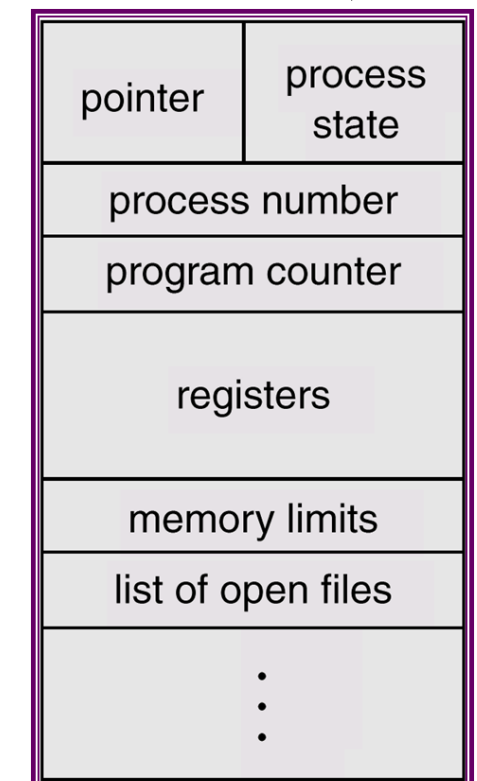 pointer
process
state
process number
program counter
registers
memory limits
list of open files